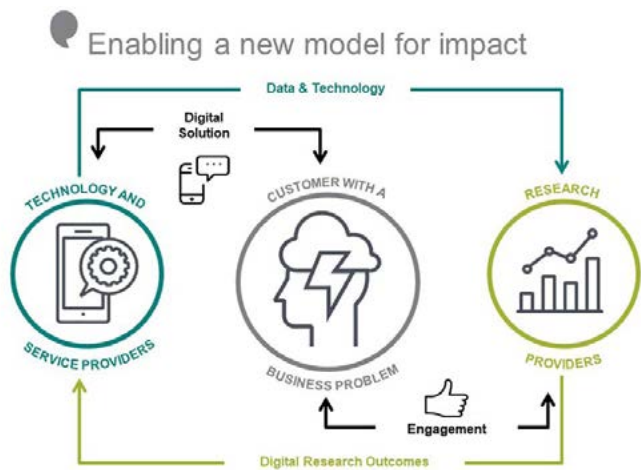 Enabling a new model for impact
Data & Technology
Digital
Solution
TECHNOLOGY AND
CUSTOMER WITH A
RESEARCH
SERVICE PROVIDERS
BUSINESS PROBLEM
PROVIDERS
Engagement
Digital Research Outcomes